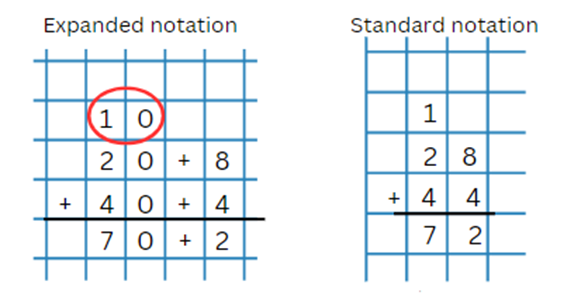 Expanded notation
1 0
2 0 + 8
+ 4 0 + 4
7 0 + 2
Standard notation
1
2 8
+ 4 4
7 2